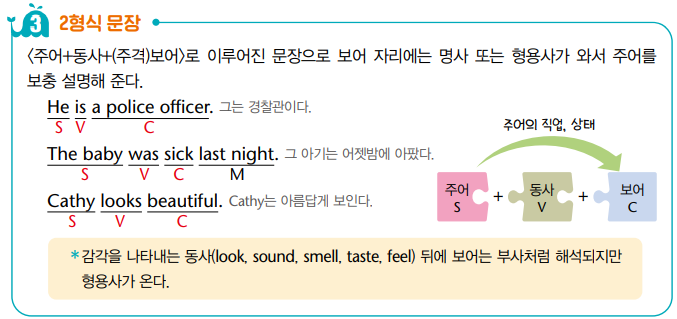 3 2형식 문장
〈주어+동사+(주격)보어〉로 이루어진 문장으로 보어 자리에는 명사 또는 형용사가 와서 주어를
보충 설명해 준다.
He is a police officer. 그는 경찰관이다.
S V C
The baby was sick last night. 그 아기는 어젯밤에 아팠다.
S V C M
Cathy looks beautiful. Cathy는 아름답게 보인다.
S V C
주어의 직업, 상태
주어 + 동사 + 보어
S V C
*감각을 나타내는 동사(look, sound, smell, taste, feel) 뒤에 보어는 부사처럼 해석되지만
형용사가 온다.